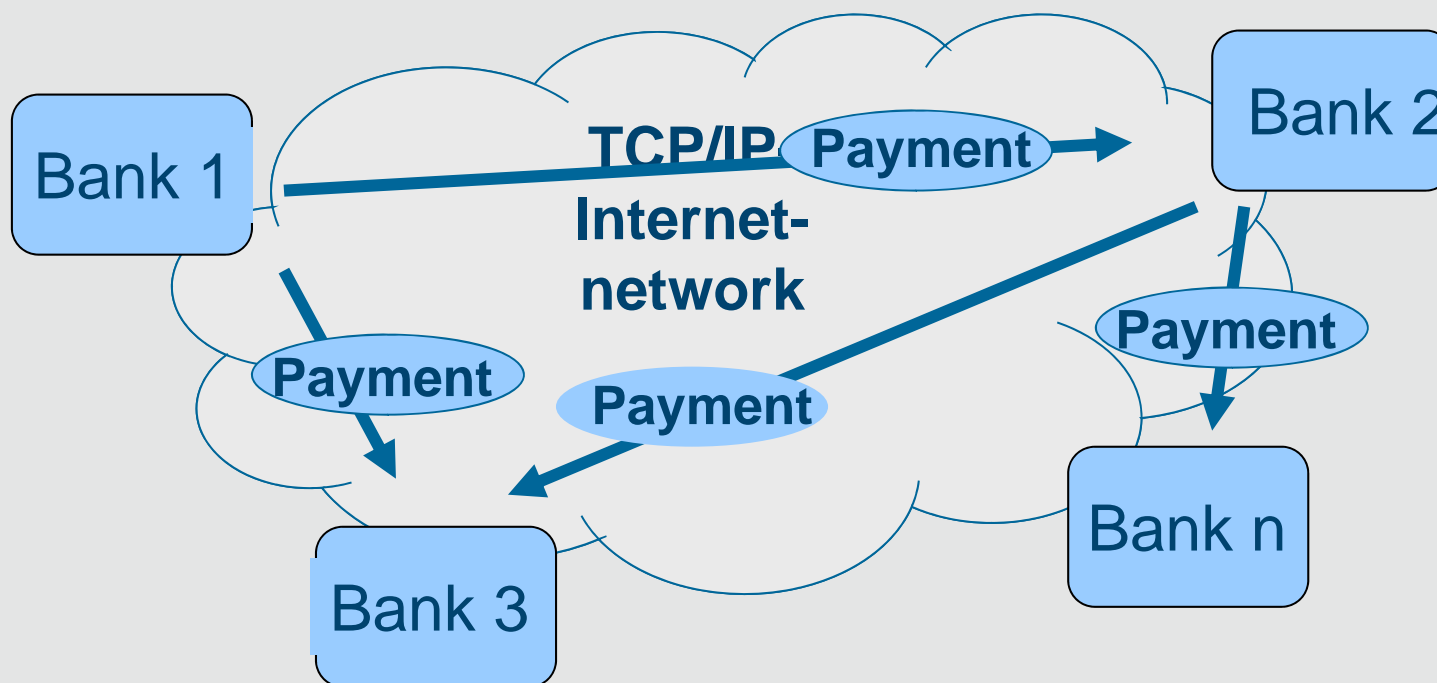 Bank 1
TCP/IP-
Payment
Bank 2
Internet-
network
Payment
Payment
Payment
Bank 3
Bank n